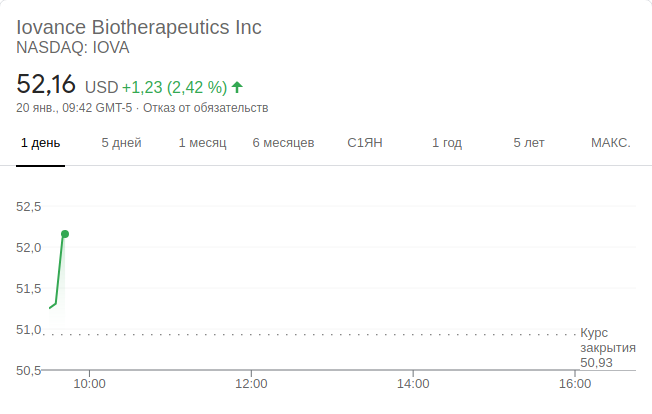 Iovance Biotherapeutics Inc
NASDAQ: IOVA
52,16 USD +1,23 (2,42 %)
20 янв., 09:42 GMT-5 · Отказ от обязательств
1 день 5 дней 1 месяц 6 месяцев С1ЯН 1 год 5 лет МАКС.
52,5
52,0
51,5
51,0
Курс
закрытия
50,93
50,5
10:00 12:00 14:00 16:00